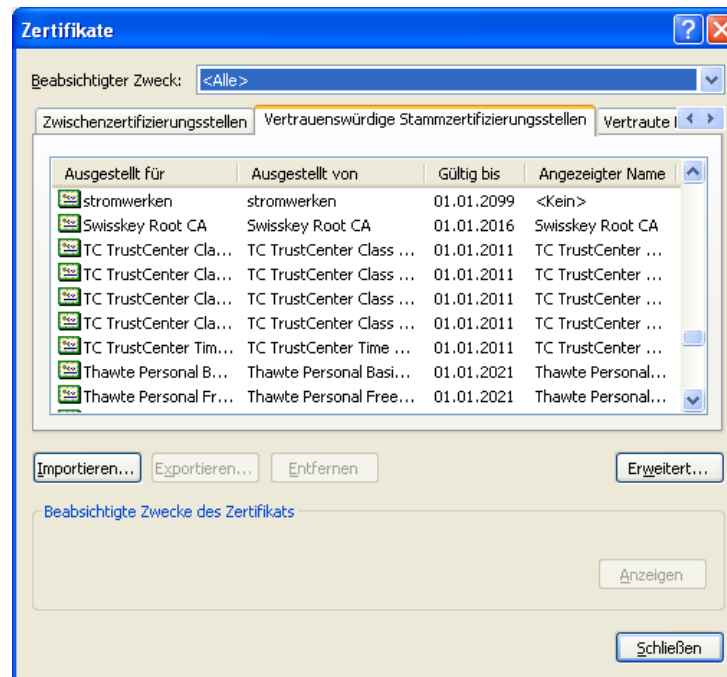 Zertifikate
Beabsichtigter Zweck: <Alle>
Zwischenzertifizierungsstellen Vertrauenswürdige Stammzertifizierungsstellen Vertraute
Ausgestellt für Ausgestellt von Gültig bis Angezeigter Name
stromwerken stromwerken 01.01.2099 <Kein>
Swisskey Root CA Swisskey Root CA 01.01.2016 Swisskey Root CA
TC TrustCenter Cla... TC TrustCenter Class ... 01.01.2011 TC TrustCenter ...
TC TrustCenter Cla... TC TrustCenter Class ... 01.01.2011 TC TrustCenter ...
TC TrustCenter Cla... TC TrustCenter Class ... 01.01.2011 TC TrustCenter ...
TC TrustCenter Cla... TC TrustCenter Class ... 01.01.2011 TC TrustCenter ...
TC TrustCenter Tim... TC TrustCenter Time ... 01.01.2011 TC TrustCenter ...
Thawte Personal B... Thawte Personal Basi... 01.01.2021 Thawte Personal...
Thawte Personal Fr... Thawte Personal Free... 01.01.2021 Thawte Personal...
Importieren... Exportieren... Entfernen Erweitert...
Beabsichtigte Zwecke des Zertifikats
Anzeigen
Schließen